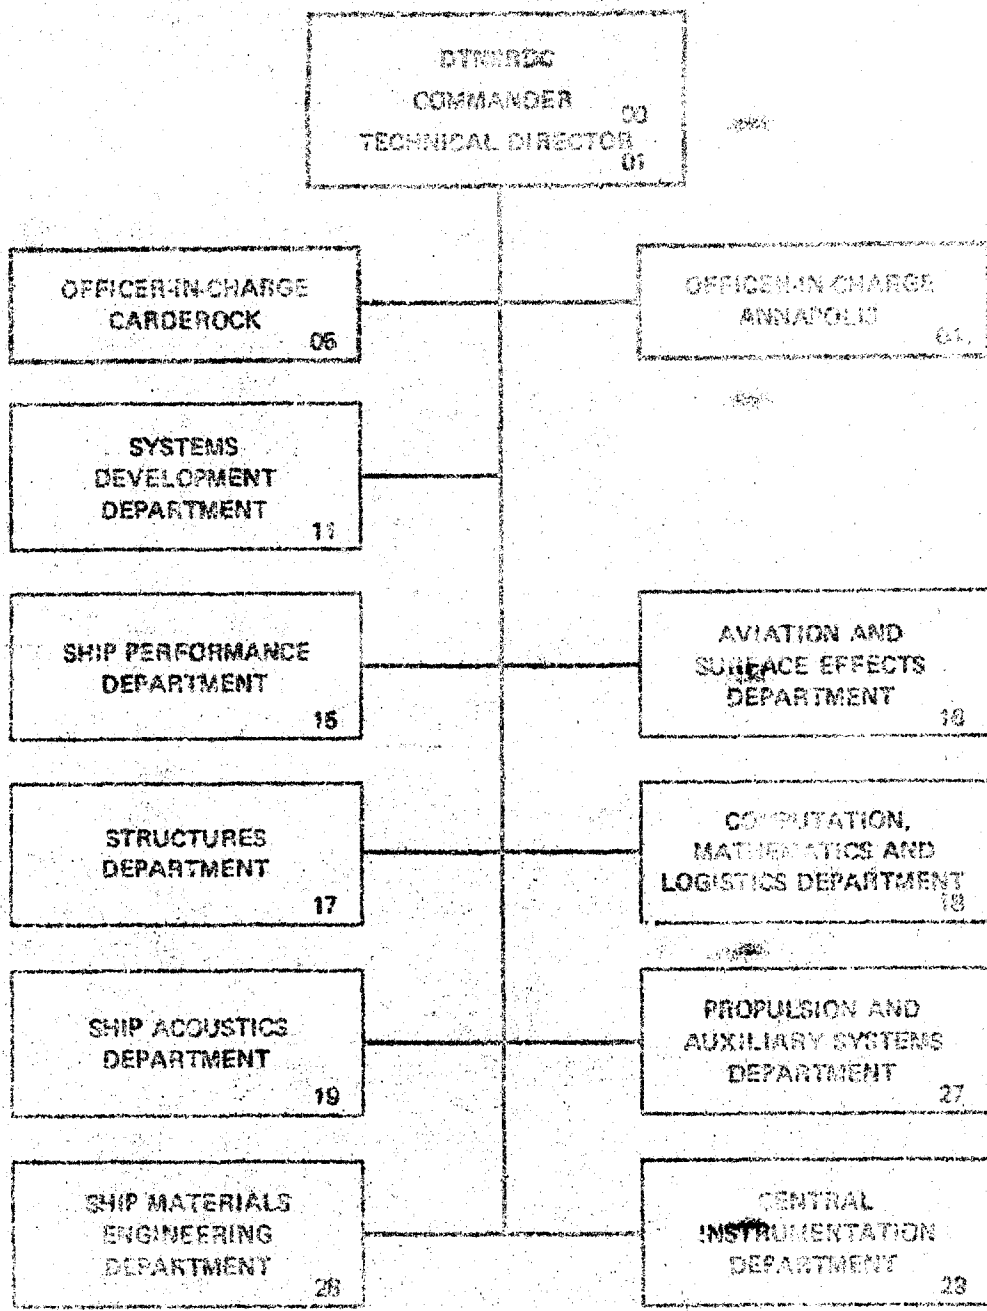 COMMANDER
00
TECHNICAL DIRECTOR
01
OFFICER-IN-CHARGE
CARDEROCK
05
OFFICER-IN-CHARGE
ANNAPOLIS
SYSTEMS
DEVELOPMENT
DEPARTMENT
11
SHIP PERFORMANCE
DEPARTMENT
15
AVIATION AND
SURFACE EFFECTS
DEPARTMENT
16
STRUCTURES
DEPARTMENT
17
COMPUTATION,
MATHEMATICS AND
LOGISTICS DEPARTMENT
18
SHIP ACOUSTICS
DEPARTMENT
19
PROPULSION AND
AUXILIARY SYSTEMS
DEPARTMENT
27
SHIP MATERIALS
ENGINEERING
DEPARTMENT
28
CENTRAL
INSTRUMENTATION
DEPARTMENT